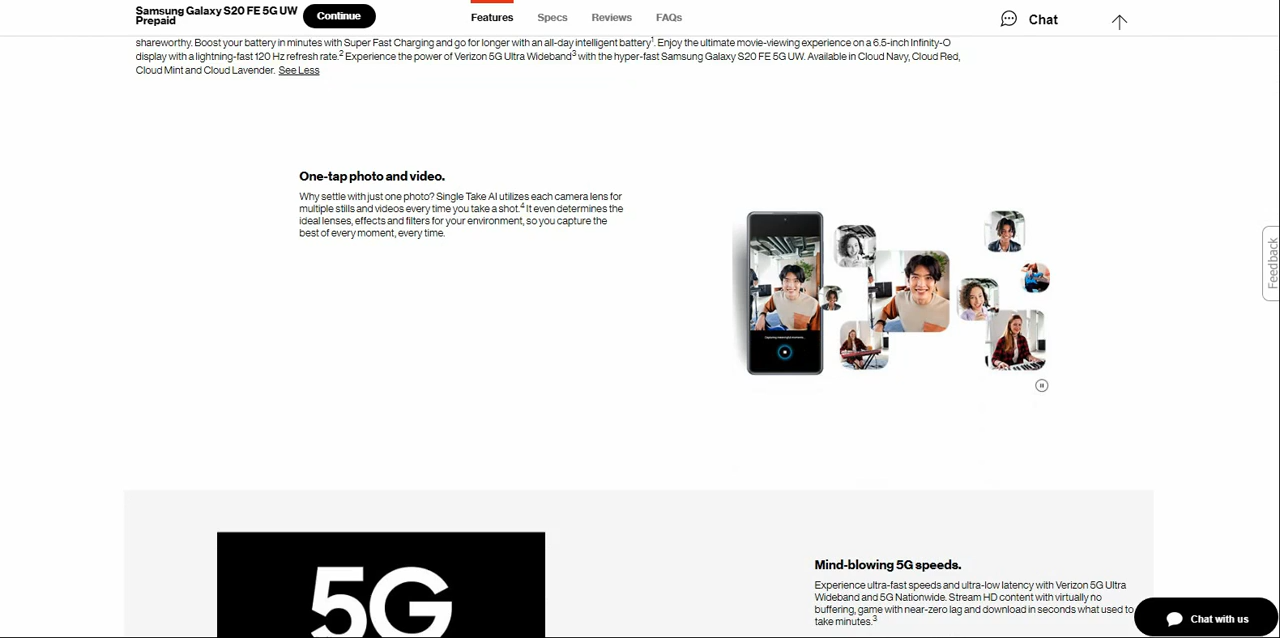 Samsung Galaxy S20 FE 5G UW
Prepaid
Continue
Features
Specs
Reviews
FAQs
Chat
shareworthy. Boost your battery in minutes with Super Fast Charging and go for longer with an all-day intelligent battery¹. Enjoy the ultimate movie-viewing experience on a 6.5-inch Infinity-O
display with a lightning-fast 120 Hz refresh rate.² Experience the power of Verizon 5G Ultra Wideband³ with the hyper-fast Samsung Galaxy S20 FE 5G UW. Available in Cloud Navy, Cloud Red,
Cloud Mint and Cloud Lavender. See Less
One-tap photo and video.
Why settle with just one photo? Single Take AI utilizes each camera lens for
multiple stills and videos every time you take a shot.⁴ It even determines the
ideal lenses, effects and filters for your environment, so you capture the
best of every moment, every time.
Feedback
5G
Mind-blowing 5G speeds.
Experience ultra-fast speeds and ultra-low latency with Verizon 5G Ultra
Wideband and 5G Nationwide. Stream HD content with virtually no
buffering, game with near-zero lag and download in seconds what used to
take minutes.³
Chat with us